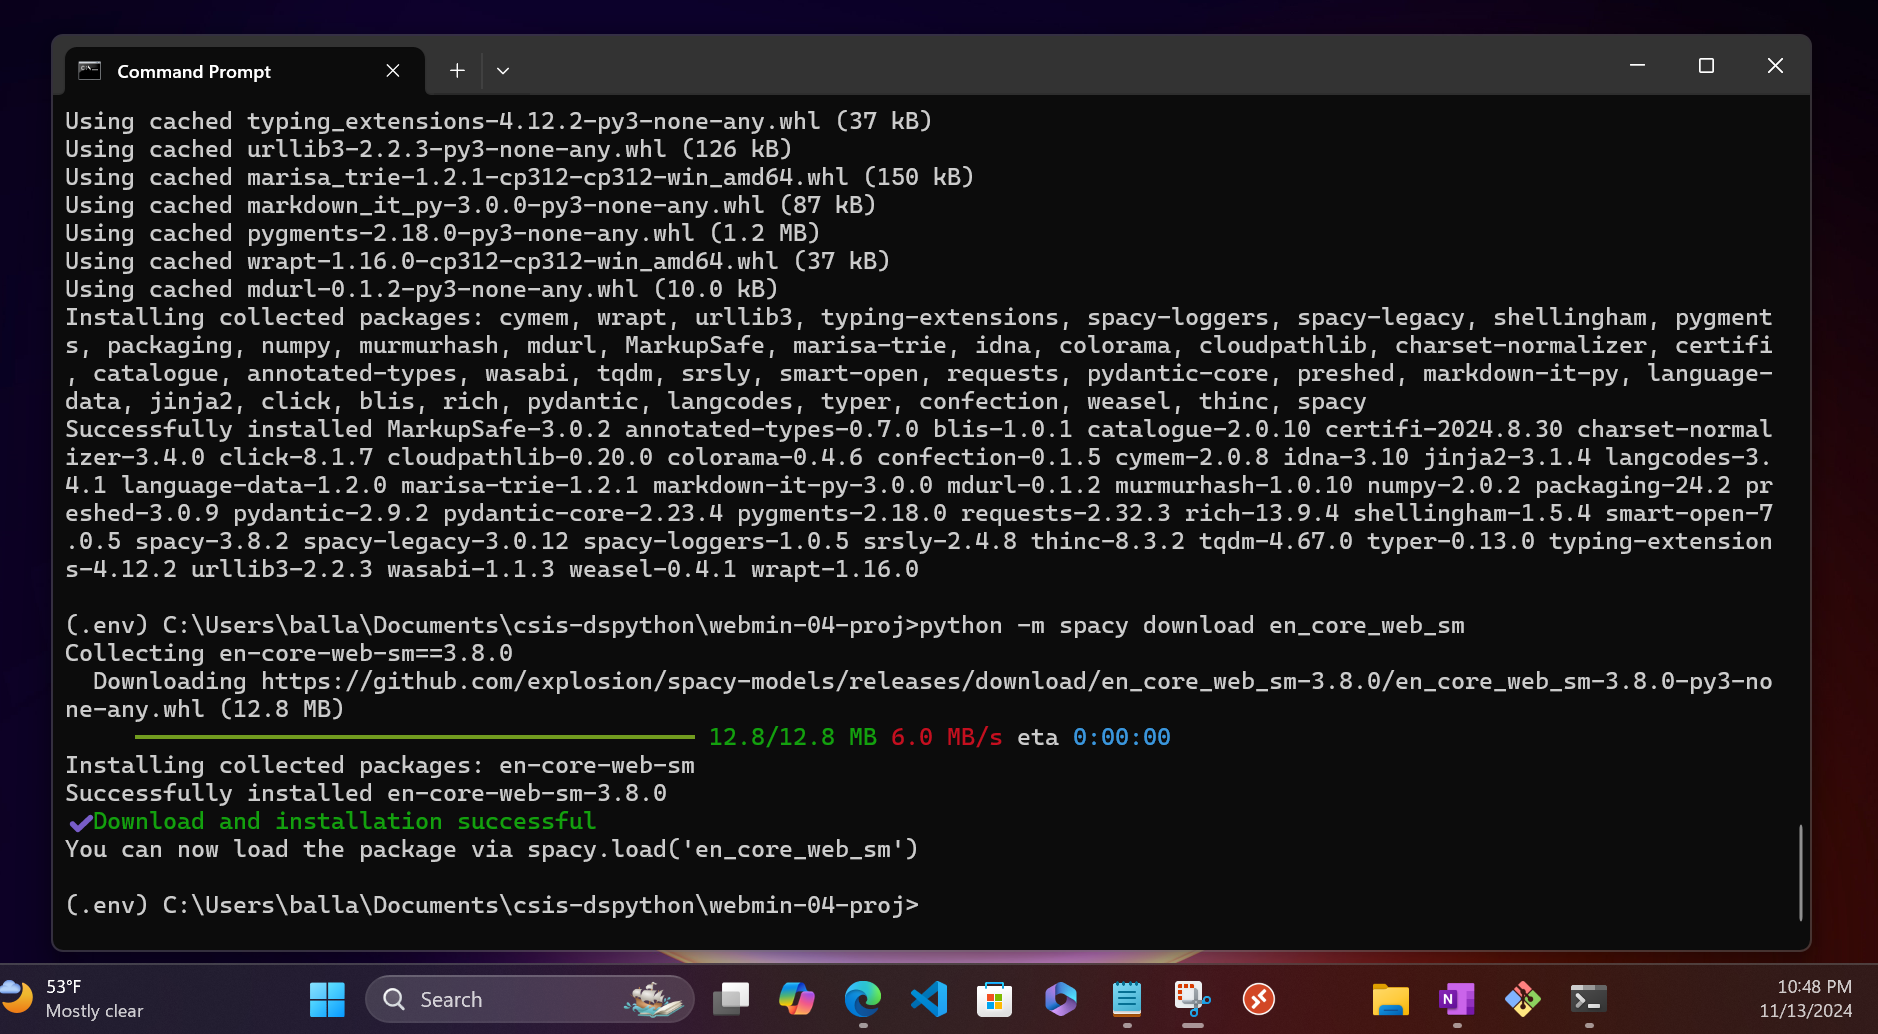 Command Prompt
Using cached typing_extensions-4.12.2-py3-none-any.whl (37 kB)
Using cached urllib3-2.2.3-py3-none-any.whl (126 kB)
Using cached marisa_trie-1.2.1-cp312-cp312-win_amd64.whl (150 kB)
Using cached markdown_it_py-3.0.0-py3-none-any.whl (87 kB)
Using cached pygments-2.18.0-py3-none-any.whl (1.2 MB)
Using cached wrapt-1.16.0-cp312-cp312-win_amd64.whl (37 kB)
Using cached mdurl-0.1.2-py3-none-any.whl (10.0 kB)
Installing collected packages: cymem, wrapt, urllib3, typing-extensions, spacy-loggers, spacy-legacy, shellingham, pygment
s, packaging, numpy, murmurhash, mdurl, MarkupSafe, marisa-trie, idna, colorama, cloudpathlib, charset-normalizer, certifi
, catalogue, annotated-types, wasabi, tqdm, srsly, smart-open, requests, pydantic-core, preshed, markdown-it-py, language-
data, jinja2, click, blis, rich, pydantic, langcodes, typer, confection, weasel, thinc, spacy
Successfully installed MarkupSafe-3.0.2 annotated-types-0.7.0 blis-1.0.1 catalogue-2.0.10 certifi-2024.8.30 charset-normal
izer-3.4.0 click-8.1.7 cloudpathlib-0.20.0 colorama-0.4.6 confection-0.1.5 cymem-2.0.8 idna-3.10 jinja2-3.1.4 langcodes-3.
4.1 language-data-1.2.0 marisa-trie-1.2.1 markdown-it-py-3.0.0 mdurl-0.1.2 murmurhash-1.0.10 numpy-2.0.2 packaging-24.2 pr
eshed-3.0.9 pydantic-2.9.2 pydantic-core-2.23.4 pygments-2.18.0 requests-2.32.3 rich-13.9.4 shellingham-1.5.4 smart-open-7
.0.5 spacy-3.8.2 spacy-legacy-3.0.12 spacy-loggers-1.0.5 srsly-2.4.8 thinc-8.3.2 tqdm-4.67.0 typer-0.13.0 typing-extension
s-4.12.2 urllib3-2.2.3 wasabi-1.1.3 weasel-0.4.1 wrapt-1.16.0
(.env) C:\Users\balla\Documents\csis-dspython\webmin-04-proj>python -m spacy download en_core_web_sm
Collecting en-core-web-sm==3.8.0
Downloading https://github.com/explosion/spacy-models/releases/download/en_core_web_sm-3.8.0/en_core_web_sm-3.8.0-py3-no
ne-any.whl (12.8 MB)
12.8/12.8 MB 6.0 MB/s eta 0:00:00
Installing collected packages: en-core-web-sm
Successfully installed en-core-web-sm-3.8.0
✔Download and installation successful
You can now load the package via spacy.load('en_core_web_sm')
(.env) C:\Users\balla\Documents\csis-dspython\webmin-04-proj>
53°F
Mostly clear
Search
10:48 PM
11/13/2024